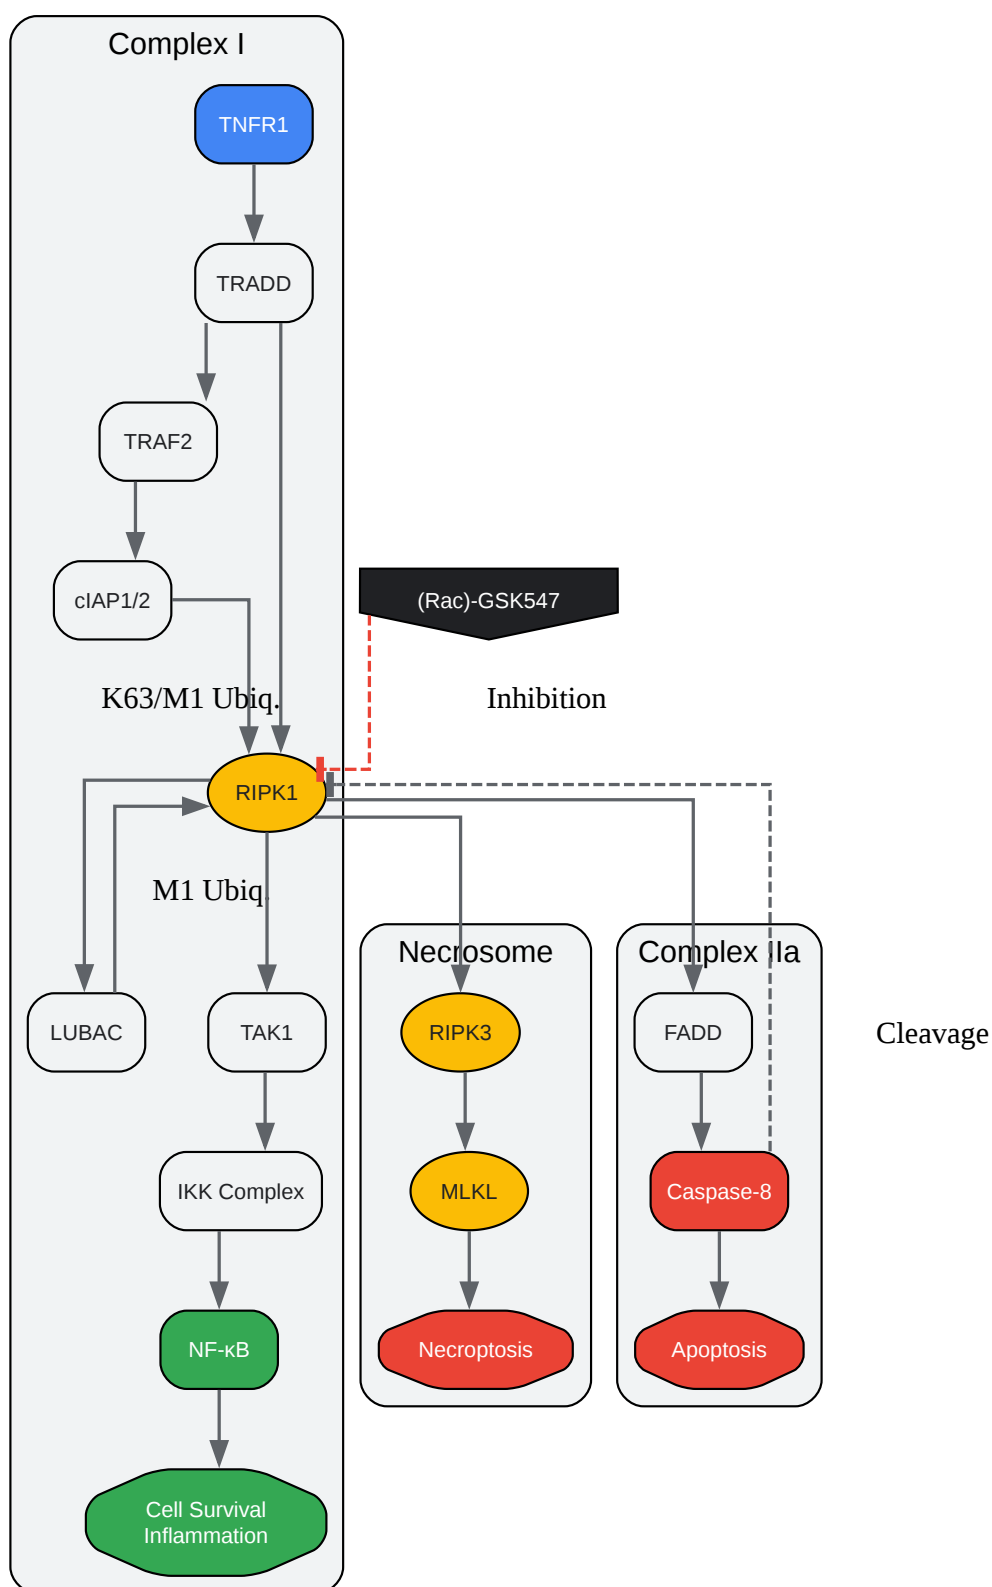 Complex I
TNFR1
TRADD
TRAF2
cIAP1/2
(Rac)-GSK547
K63/M1 Ubiq.
Inhibition
RIPK1
M1 Ubiq.
Necrosome
Complex IIa
LUBAC
TAK1
RIPK3
FADD
Cleavage
IKK Complex
MLKL
Caspase-8
NF-κB
Necroptosis
Apoptosis
Cell Survival
Inflammation